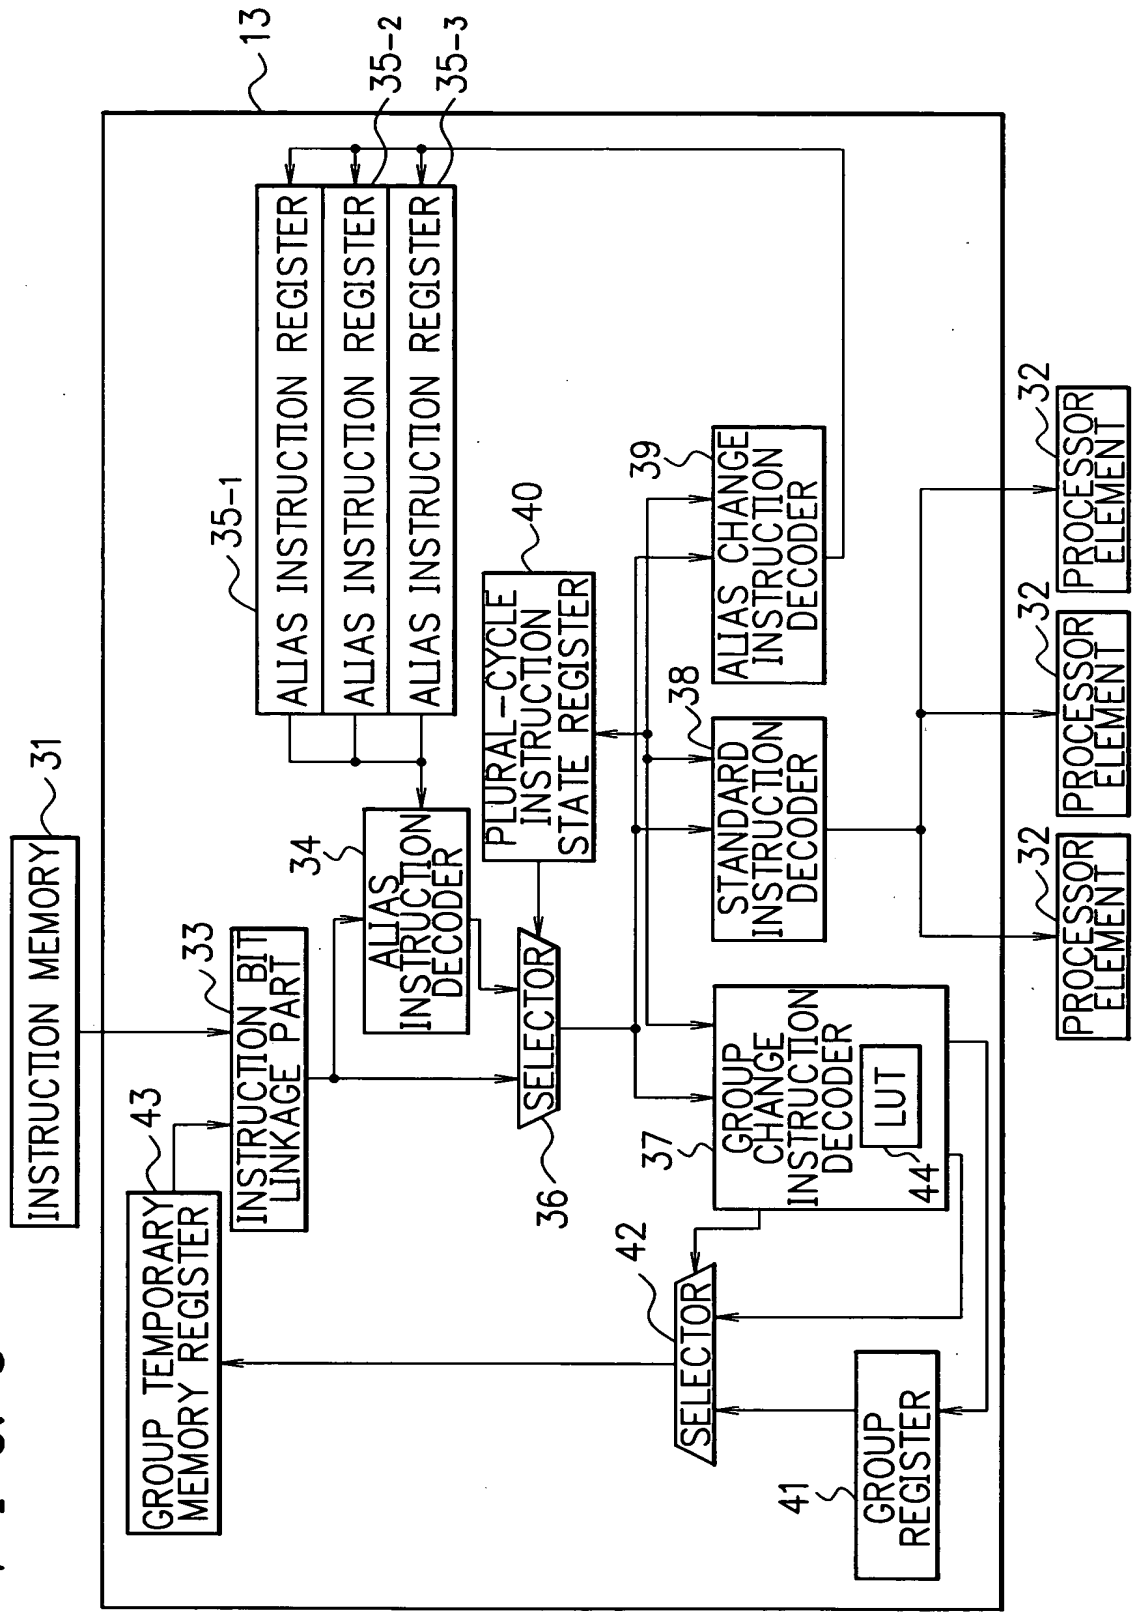 13
INSTRUCTION MEMORY
31
GROUP TEMPORARY
MEMORY REGISTER
43
INSTRUCTION BIT
LINKAGE PART
33
ALIAS
INSTRUCTION
DECODER
34
35-1
ALIAS INSTRUCTION REGISTER
ALIAS INSTRUCTION REGISTER
35-2
ALIAS INSTRUCTION REGISTER
35-3
SELECTOR
36
PLURAL-CYCLE
INSTRUCTION
STATE REGISTER
40
SELECTOR
42
GROUP
CHANGE
INSTRUCTION
DECODER
37
LUT
44
STANDARD
INSTRUCTION
DECODER
38
ALIAS CHANGE
INSTRUCTION
DECODER
39
GROUP
REGISTER
41
PROCESSOR
ELEMENT
32
PROCESSOR
ELEMENT
32
PROCESSOR
ELEMENT
32